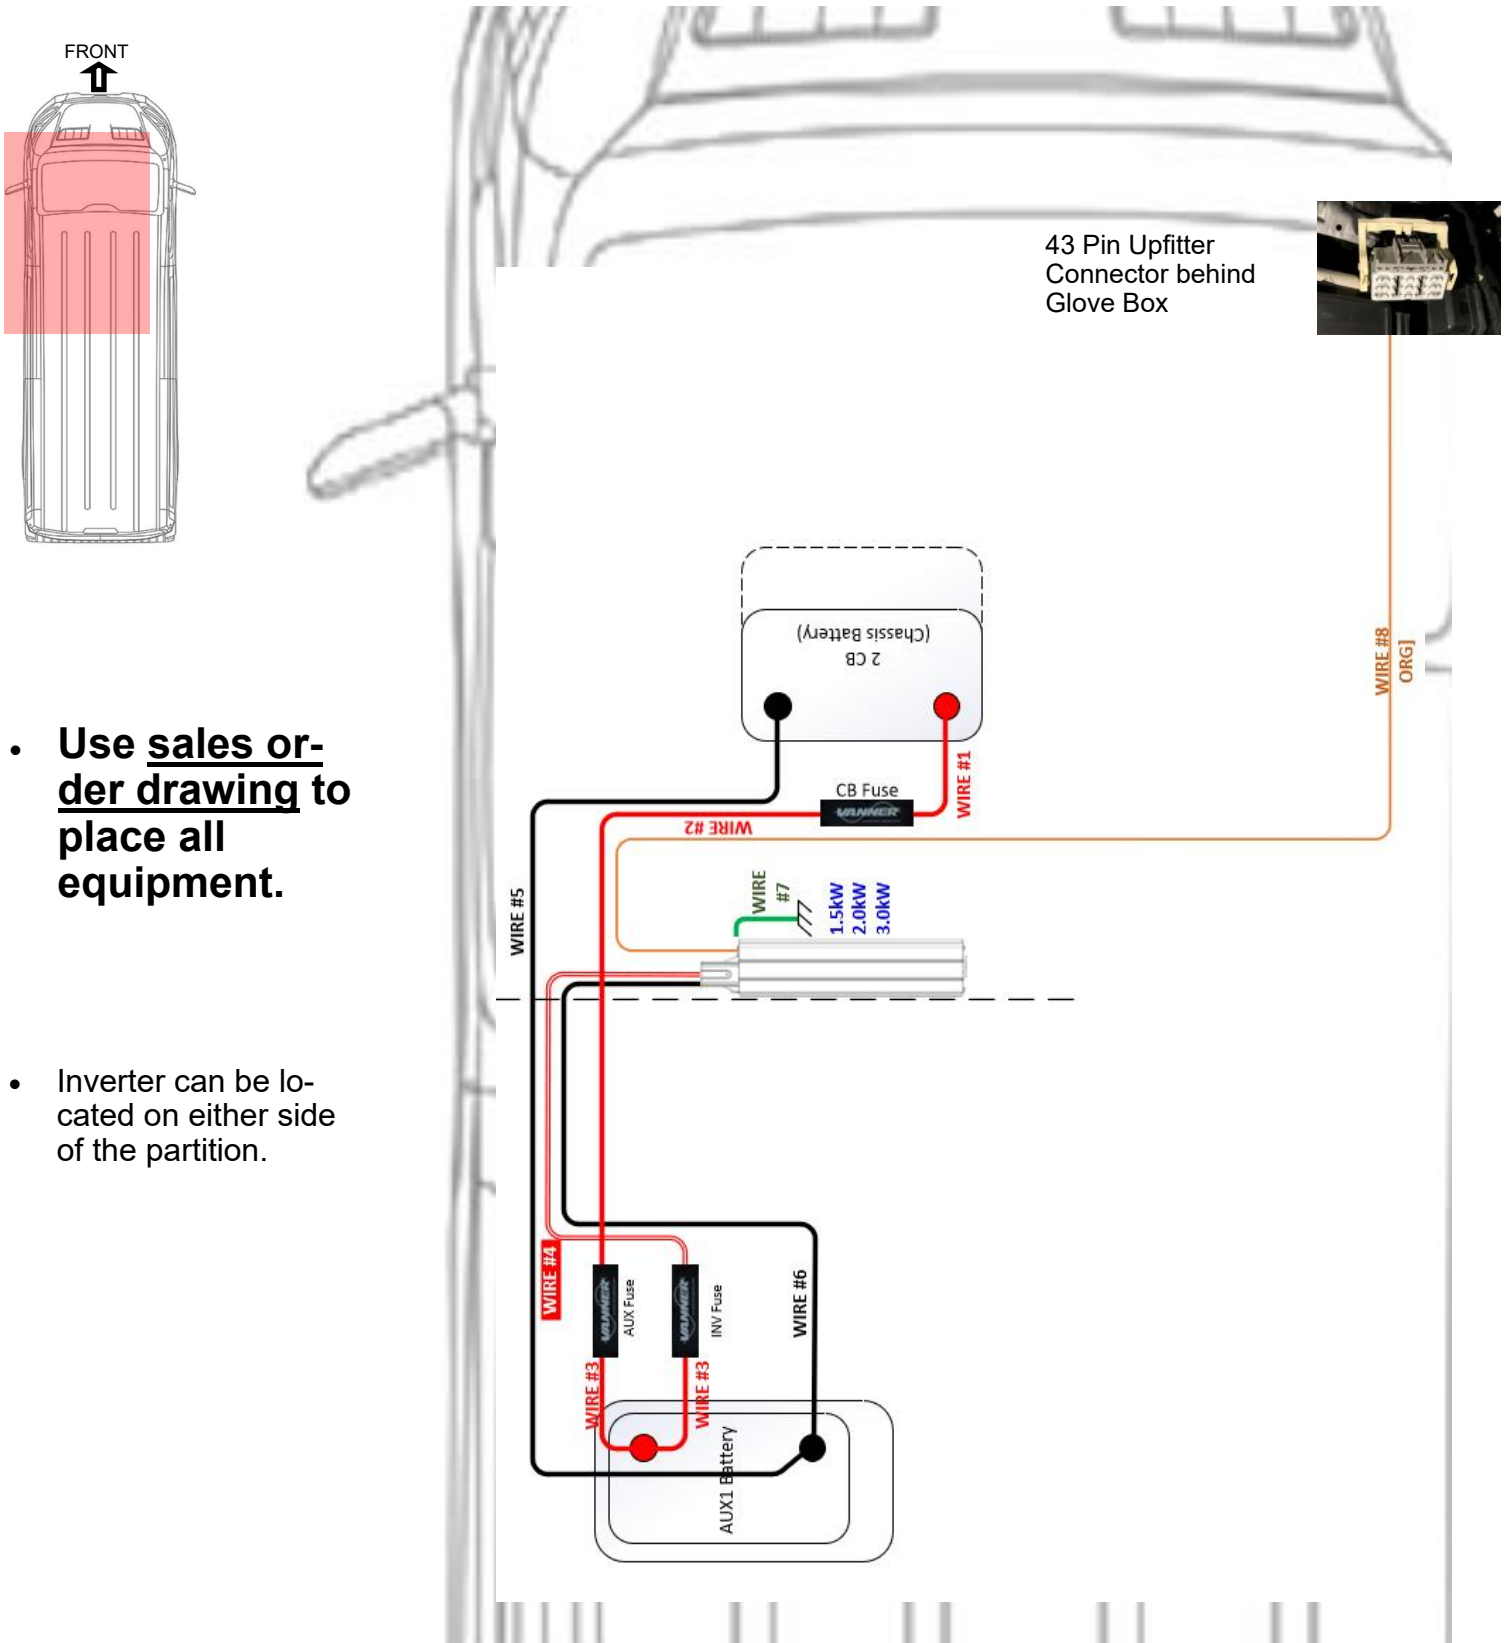 FRONT
43 Pin Upfitter
Connector behind
Glove Box
(Chassis Battery)
2 CB
WIRE #8
ORG]
• Use sales or-
der drawing to
place all
equipment.
WIRE #1
CB Fuse
VANNER
WIRE #2
WIRE #5
WIRE
#7
1.5kW
2.0kW
3.0kW
• Inverter can be lo-
cated on either side
of the partition.
WIRE #4
VANNER
AUX Fuse
VANNER
INV Fuse
WIRE #6
WIRE #3
WIRE #3
AUX1 Battery